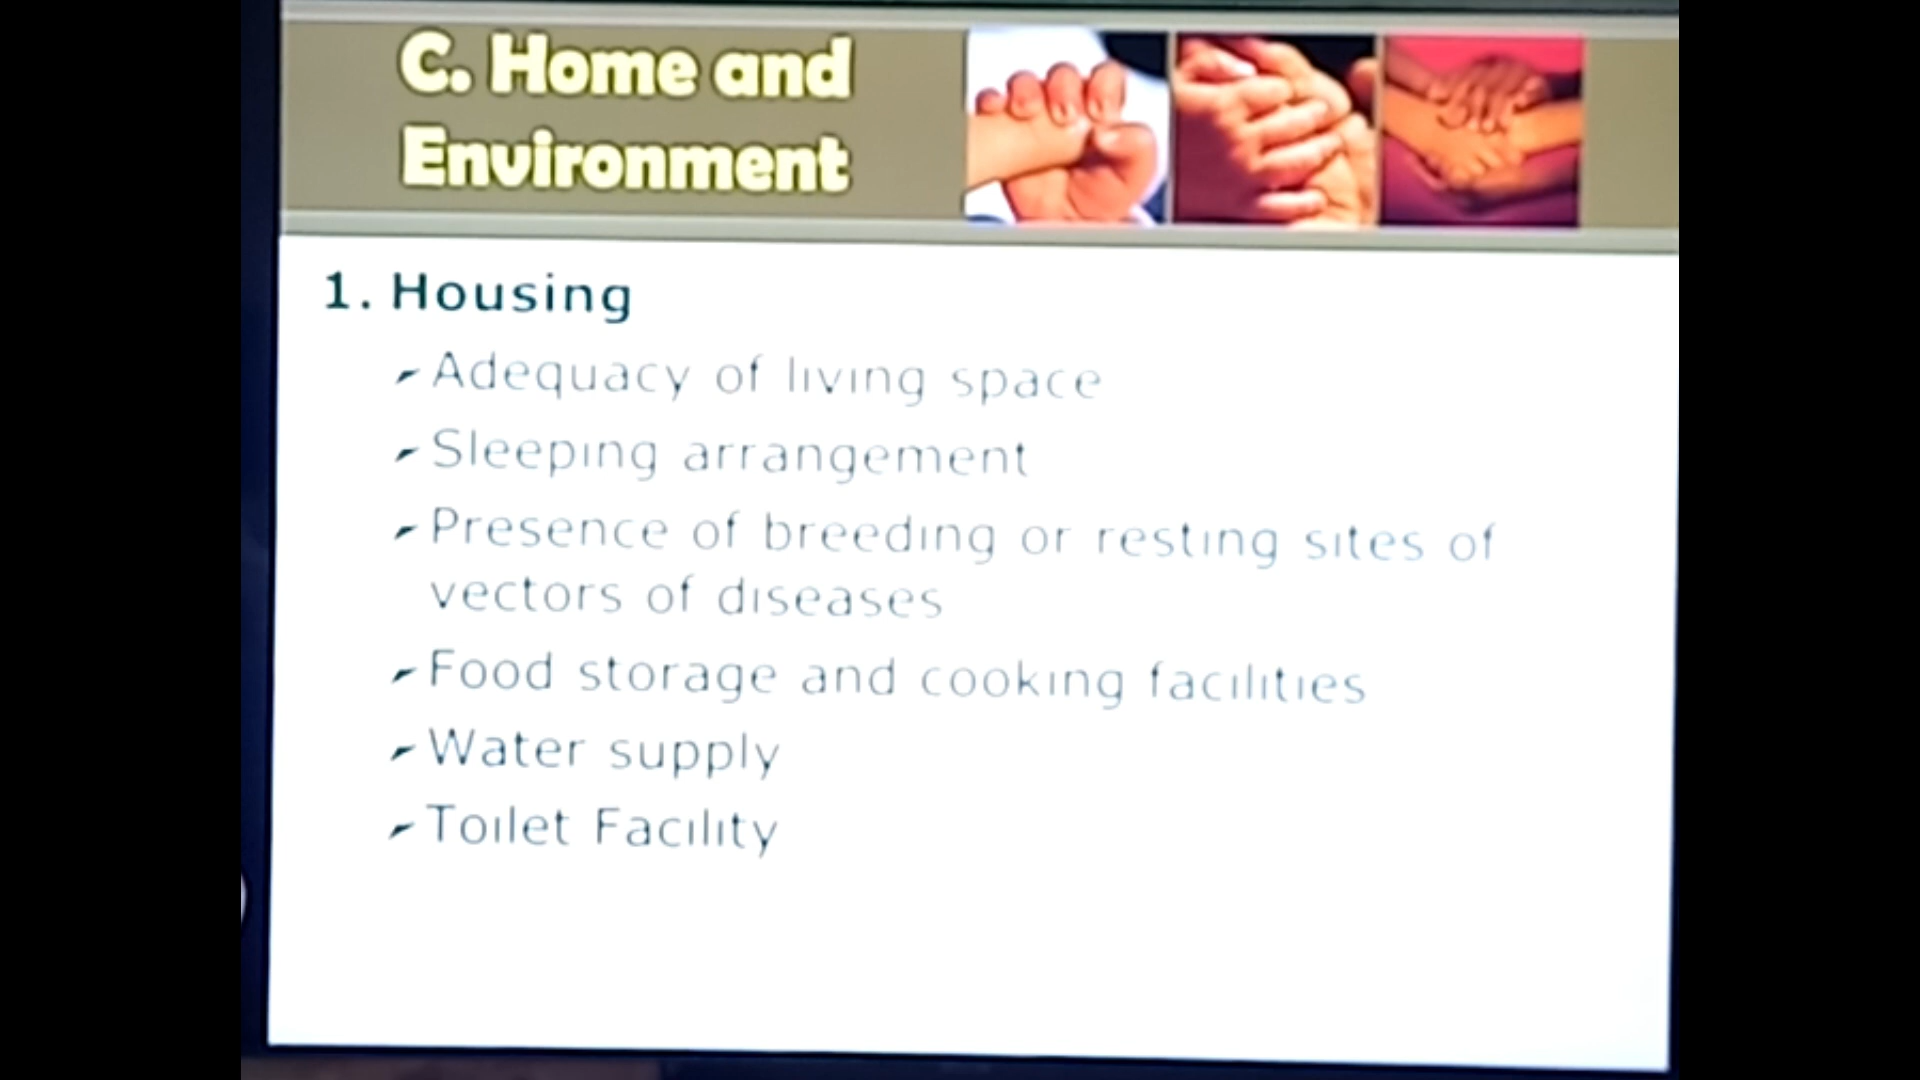 C. Home and
Environment
1. Housing
Adequacy of living space
Sleeping arrangement
Presence of breeding or resting sites of
vectors of diseases
Food storage and cooking facilities
Water supply
Toilet Facility